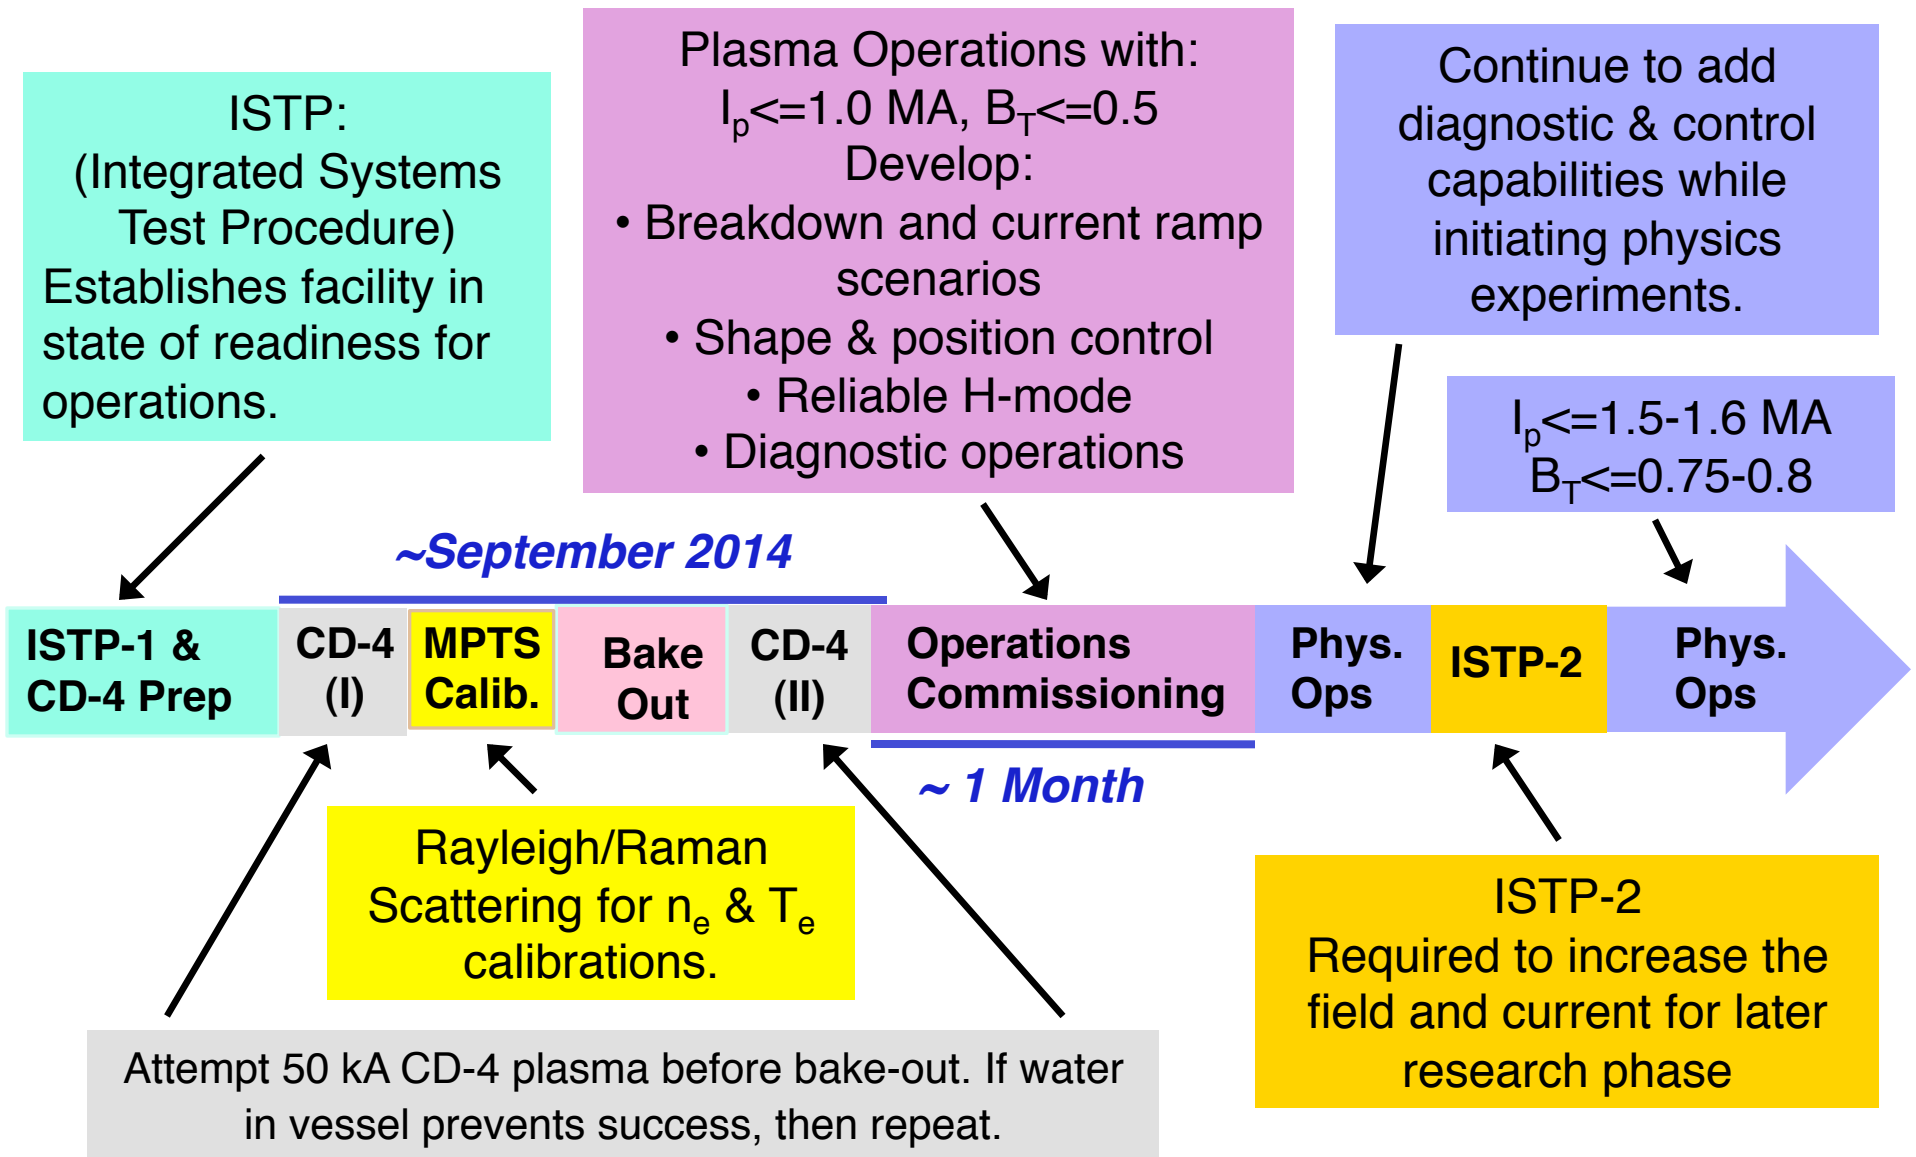 ISTP:
(Integrated Systems
Test Procedure)
Establishes facility in
state of readiness for
operations.
Plasma Operations with:
Ip<=1.0 MA, BT<=0.5
Develop:
• Breakdown and current ramp
scenarios
• Shape & position control
• Reliable H-mode
• Diagnostic operations
Continue to add
diagnostic & control
capabilities while
initiating physics
experiments.
Ip<=1.5-1.6 MA
BT<=0.75-0.8
~September 2014
ISTP-1 &
CD-4 Prep
CD-4
(I)
MPTS
Calib.
Bake
Out
CD-4
(II)
Operations
Commissioning
Phys.
Ops
ISTP-2
Phys.
Ops
~ 1 Month
Rayleigh/Raman
Scattering for ne & Te
calibrations.
ISTP-2
Required to increase the
field and current for later
research phase
Attempt 50 kA CD-4 plasma before bake-out. If water
in vessel prevents success, then repeat.